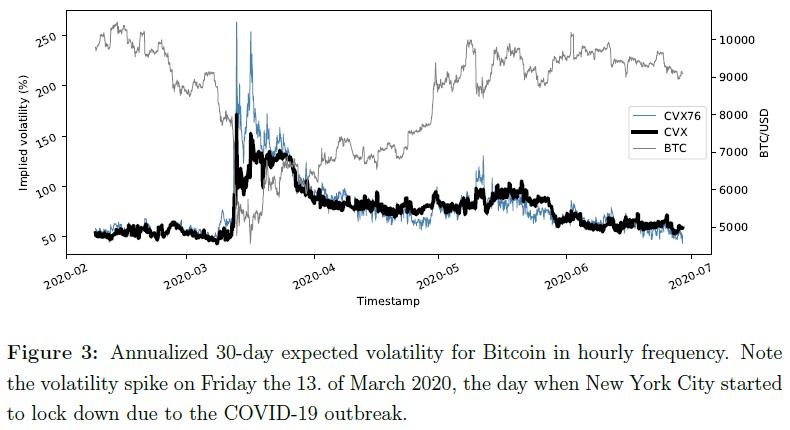 250
200
150
100
50
Implied volatility (%)
10000
9000
8000
7000
6000
5000
BTC/USD
CVX76
CVX
BTC
2020-02
2020-03
2020-04
2020-05
2020-06
2020-07
Timestamp
Figure 3: Annualized 30-day expected volatility for Bitcoin in hourly frequency. Note
the volatility spike on Friday the 13. of March 2020, the day when New York City started
to lock down due to the COVID-19 outbreak.